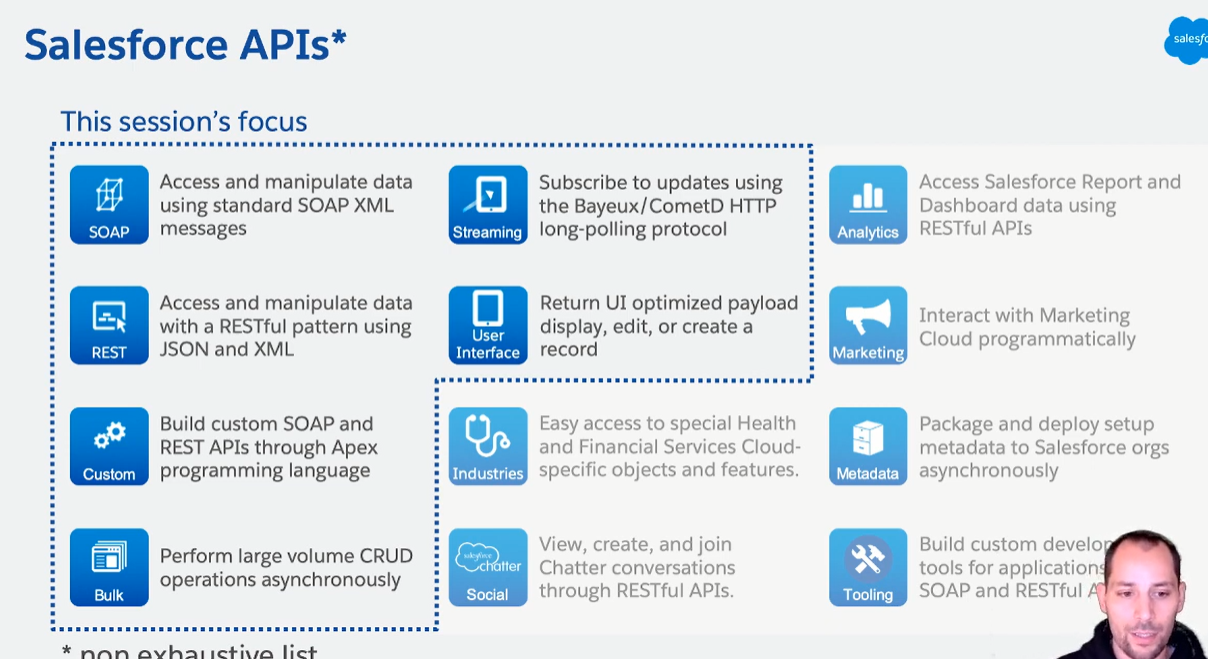 Salesforce APIs*
This session's focus
SOAP
Access and manipulate data
using standard SOAP XML
messages
REST
Access and manipulate data
with a RESTful pattern using
JSON and XML
Custom
Build custom SOAP and
REST APIs through Apex
programming language
Bulk
Perform large volume CRUD
operations asynchronously
Streaming
Subscribe to updates using
the Bayeux/CometD HTTP
long-polling protocol
User
Interface
Return UI optimized payload
display, edit, or create a
record
Industries
Easy access to special Health
and Financial Services Cloud-
specific objects and features.
salesforce
chatter
Social
View, create, and join
Chatter conversations
through RESTful APIs.
Analytics
Access Salesforce Report and
Dashboard data using
RESTful APIs
Marketing
Interact with Marketing
Cloud programmatically
Metadata
Package and deploy setup
metadata to Salesforce orgs
asynchronously
Tooling
Build custom develop
tools for applications
SOAP and RESTful
* non exhaustive list